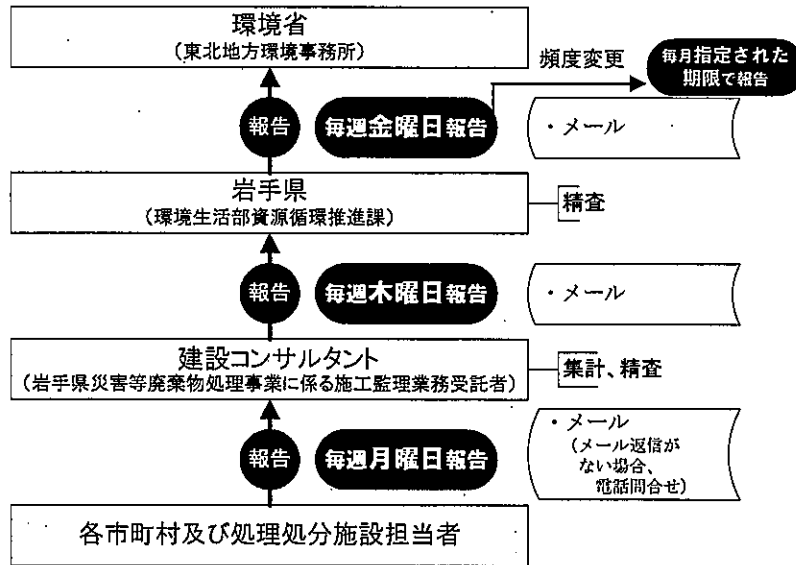 環境省
（東北地方環境事務所）
頻度変更
毎月指定された
期限で報告
報告
毎週金曜日報告
・メール
岩手県
（環境生活部資源循環推進課）
精査
報告
毎週木曜日報告
・メール
建設コンサルタント
（岩手県災害等廃棄物処理事業に係る施工監理業務受託者）
集計、精査
報告
毎週月曜日報告
・メール
（メール返信が
ない場合、
電話問合せ）
各市町村及び処理処分施設担当者